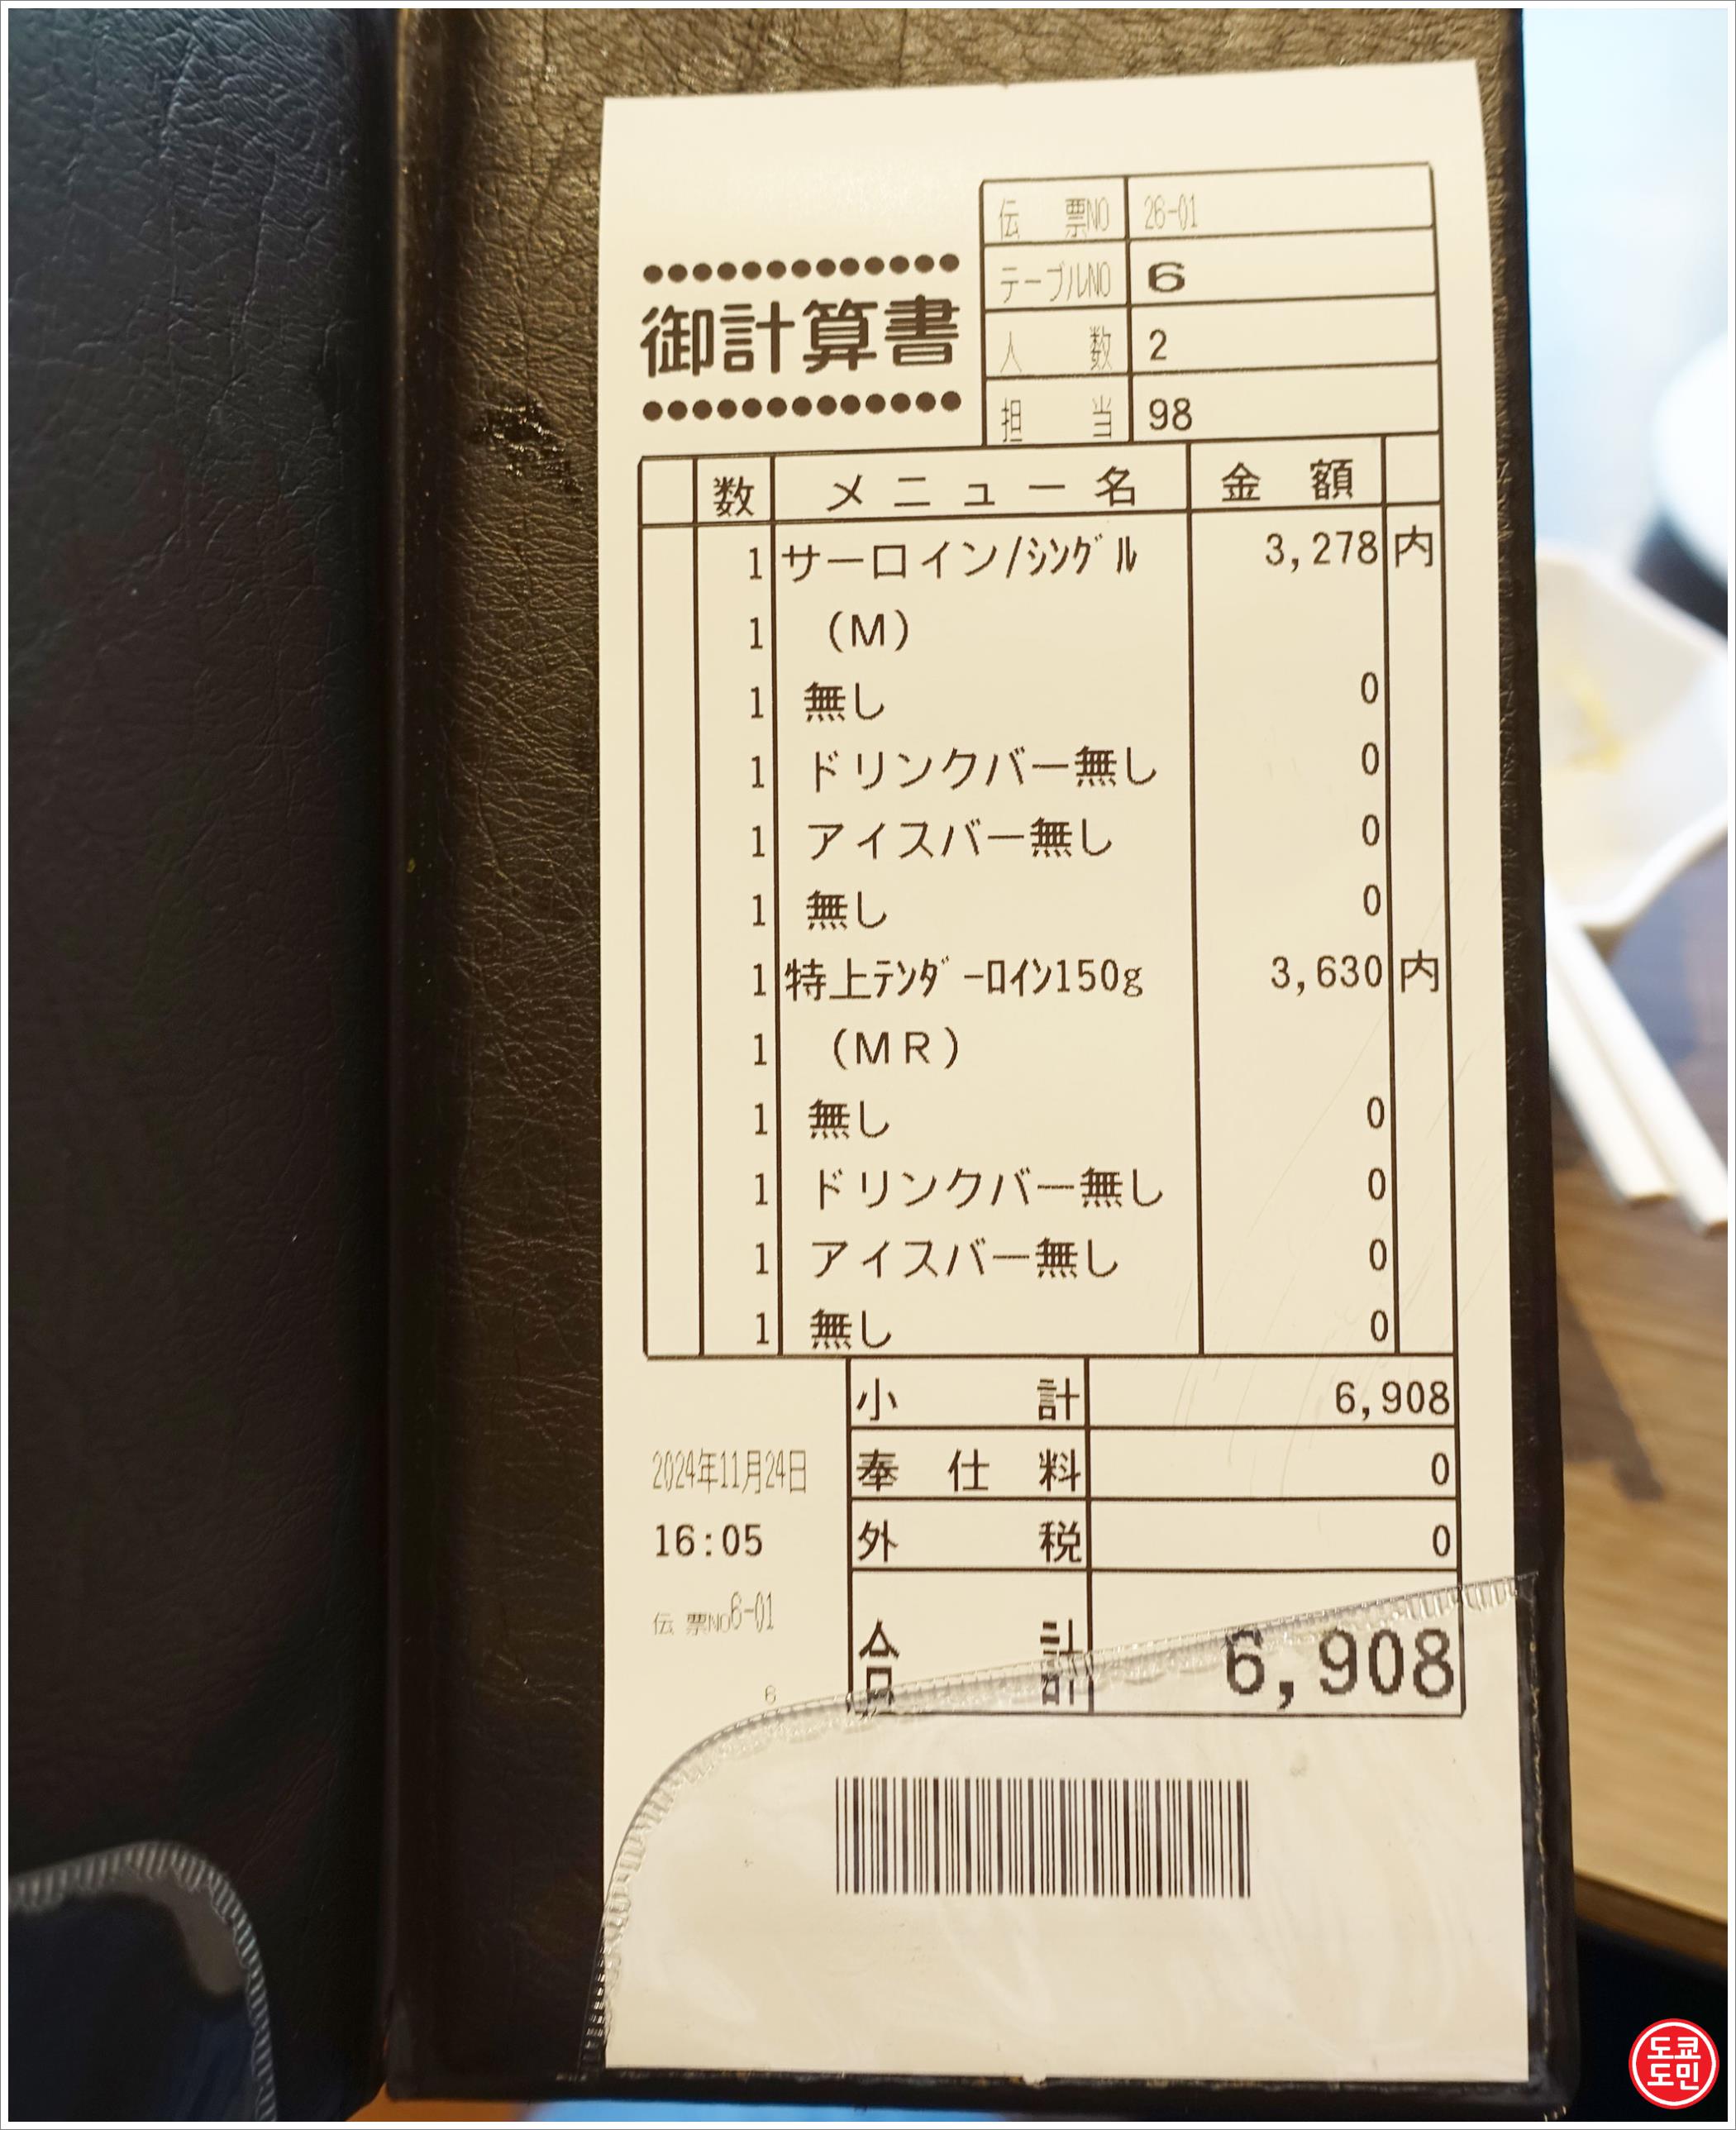 伝票NO 26-01
テーブルNO 6
御計算書
人数 2
担当 98
数 メニュー名 金額
1 サーロイン/ｼﾝｸﾞﾙ 3,278 内
1 (M)
1 無し 0
1 ドリンクバー無し 0
1 アイスバー無し 0
1 無し 0
1 特上ﾃﾝﾀﾞｰﾛｲﾝ150g 3,630 内
1 (MR)
1 無し 0
1 ドリンクバー無し 0
1 アイスバー無し 0
1 無し 0
小計 6,908
2024年11月24日 奉仕料 0
16:05 外税 0
伝票NO6-01
合計 6,908
6
도쿄
도민